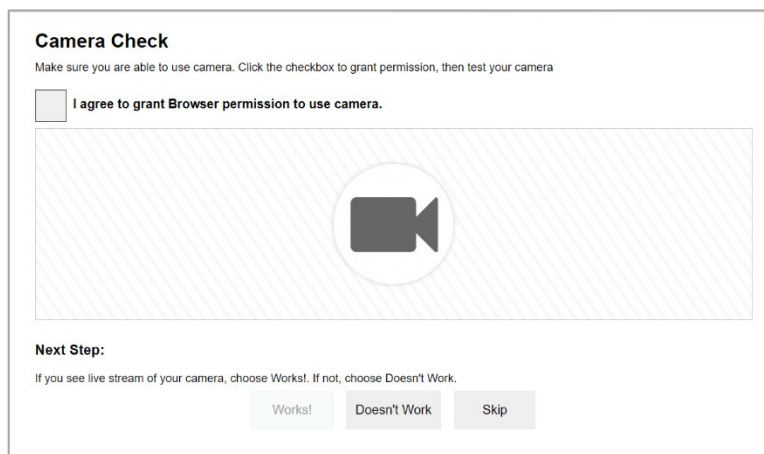 Camera Check
Make sure you are able to use camera. Click the checkbox to grant permission, then test your camera
I agree to grant Browser permission to use camera.
Next Step:
If you see live stream of your camera, choose Works!. If not, choose Doesn't Work.
Works! Doesn't Work Skip